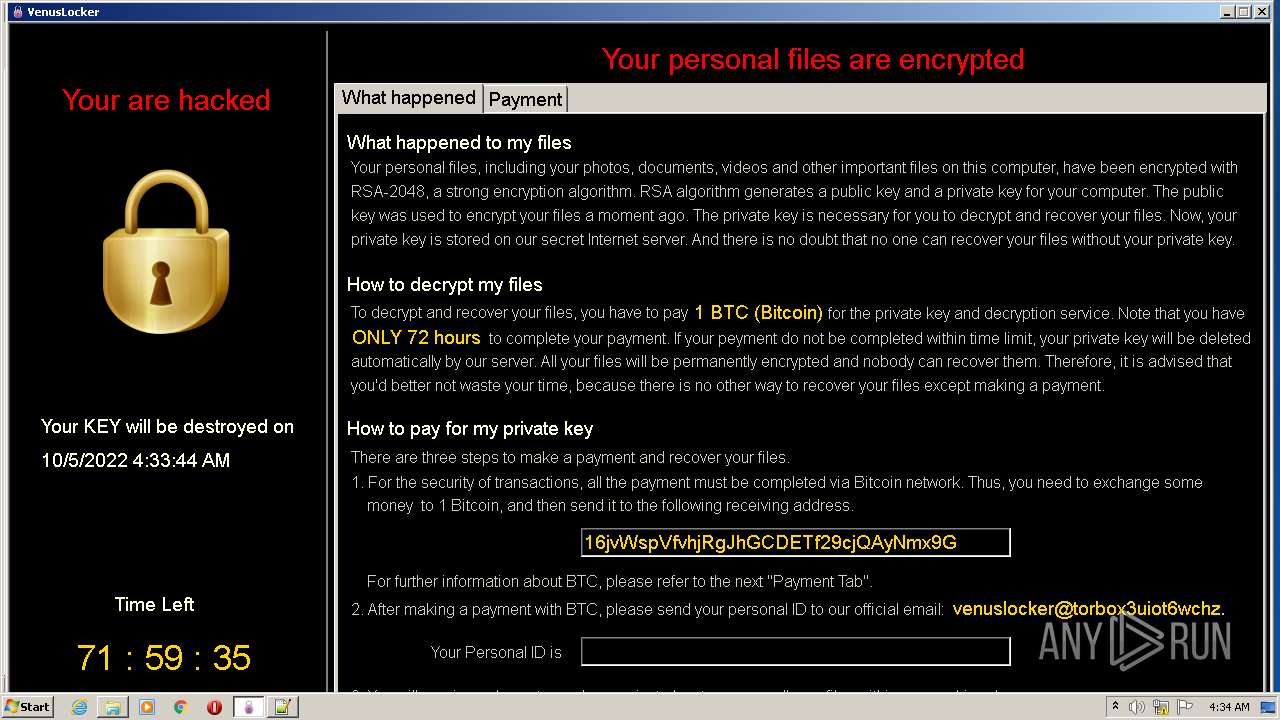 VenusLocker
Your are hacked
Your KEY will be destroyed on
10/5/2022 4:33:44 AM
Time Left
71 : 59 : 35
Your personal files are encrypted
What happened
Payment
What happened to my files
Your personal files, including your photos, documents, videos and other important files on this computer, have been encrypted with
RSA-2048, a strong encryption algorithm. RSA algorithm generates a public key and a private key for your computer. The public
key was used to encrypt your files a moment ago. The private key is necessary for you to decrypt and recover your files. Now, your
private key is stored on our secret Internet server. And there is no doubt that no one can recover your files without your private key.
How to decrypt my files
To decrypt and recover your files, you have to pay 1 BTC (Bitcoin) for the private key and decryption service. Note that you have
ONLY 72 hours to complete your payment. If your peyment do not be completed within time limit, your private key will be deleted
automatically by our server. All your files will be permanently encrypted and nobody can recover them. Therefore, it is advised that
you'd better not waste your time, because there is no other way to recover your files except making a payment.
How to pay for my private key
There are three steps to make a payment and recover your files.
1. For the security of transactions, all the payment must be completed via Bitcoin network. Thus, you need to exchange some
money to 1 Bitcoin, and then send it to the following receiving address.
16jvWspVfvhjRgJhGCDETf29cjQAyNmx9G
For further information about BTC, please refer to the next "Payment Tab".
2. After making a payment with BTC, please send your personal ID to our official email: venuslocker@torbox3uiot6wchz.
Your Personal ID is
ANY RUN
Start
4:34 AM